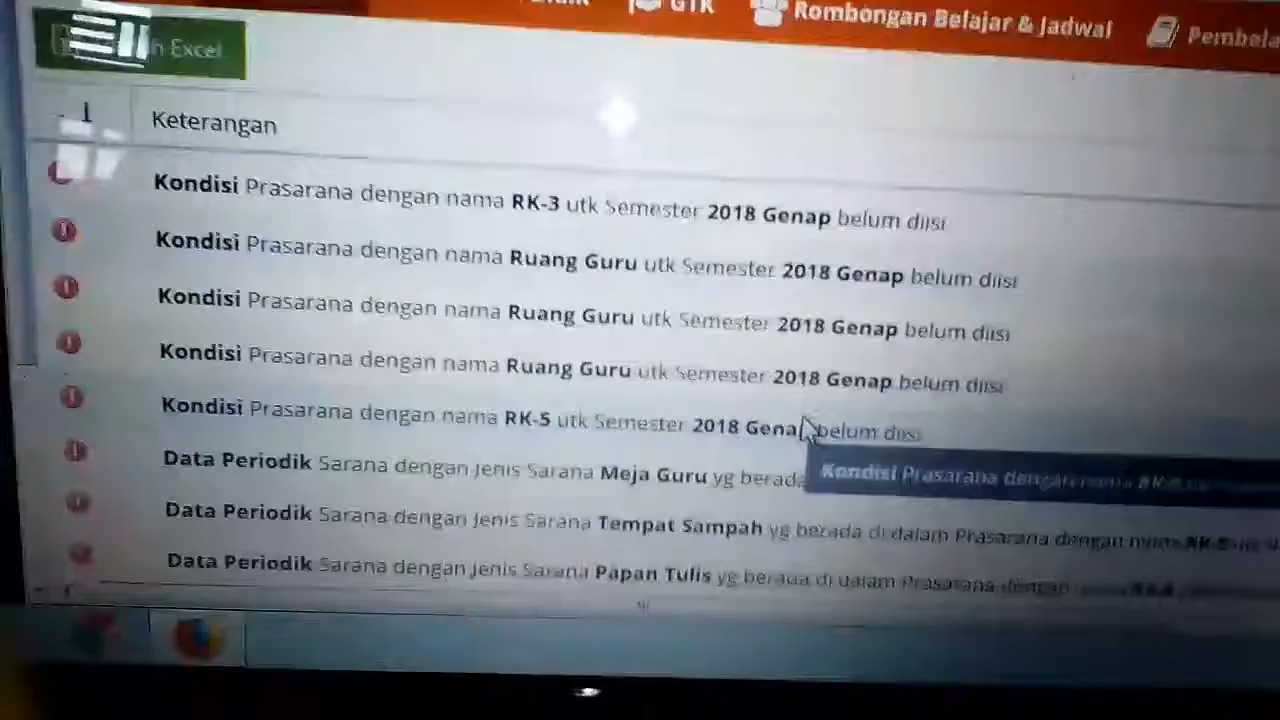 GTK
Rombongan Belajar & Jadwal
Excel
Keterangan
Kondisi Prasarana dengan nama RK-3 utk Semester 2018 Genap belum diisi
Kondisi Prasarana dengan nama Ruang Guru utk Semester 2018 Genap belum diisi
Kondisi Prasarana dengan nama Ruang Guru utk Semester 2018 Genap belum diisi
Kondisi Prasarana dengan nama Ruang Guru utk Semester 2018 Genap belum diisi
Kondisi Prasarana dengan nama RK-5 utk Semester 2018 Genap belum diisi
Data Periodik Sarana dengan Jenis Sarana Meja Guru yg berada
Kondisi Prasarana dengan nama
Data Periodik Sarana dengan Jenis Sarana Tempat Sampah yg berada di dalam Prasarana dengan nama
Data Periodik Sarana dengan Jenis Sarana Papan Tulis yg berada di dalam Prasarana dengan